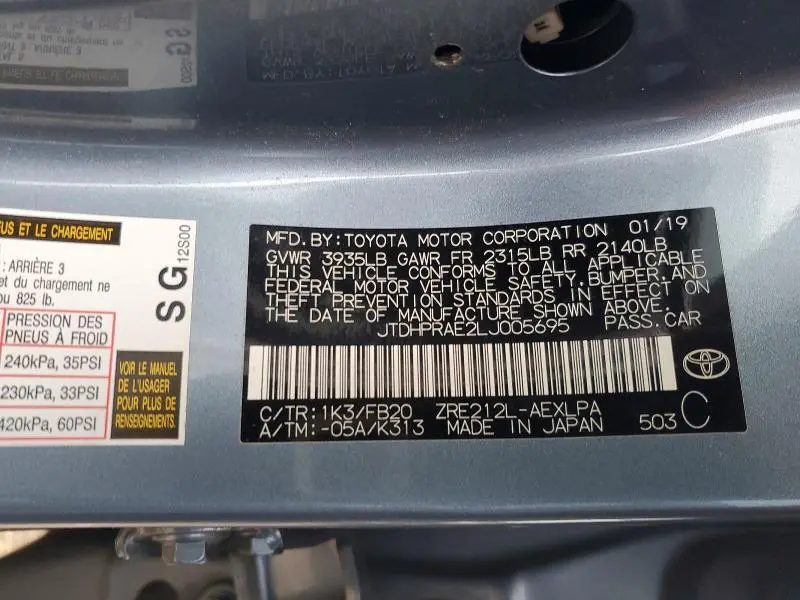 EUS ET LE CHARGEMENT
: ARRIÈRE 3
et du chargement ne
ou 825 lb.
PRESSION DES
PNEUS À FROID
240kPa, 35PSI
230kPa, 33PSI
420kPa, 60PSI
VOIR LE MANUEL
DE L'USAGER
POUR PLUS DE
RENSEIGNEMENTS.
SG 12S00
MFD.BY:TOYOTA MOTOR CORPORATION 01/19
GVWR 3935LB GAWR FR 2315LB RR 2140LB
THIS VEHICLE CONFORMS TO ALL APPLICABLE
FEDERAL MOTOR VEHICLE SAFETY,BUMPER,AND
THEFT PREVENTION STANDARDS IN EFFECT ON
THE DATE OF MANUFACTURE SHOWN ABOVE.
JTDHPRAE2LJ005695 PASS.CAR
C/TR:1K3/FB20 ZRE212L-AEXLPA
A/TM:-05A/K313 MADE IN JAPAN 503 C